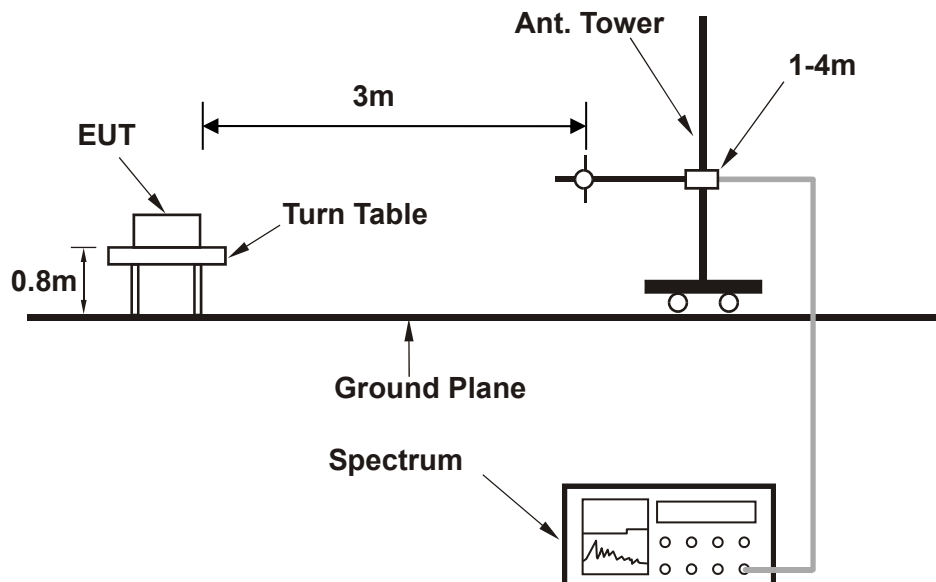 Ant. Tower
1-4m
3m
EUT
Turn Table
0.8m
Ground Plane
Spectrum